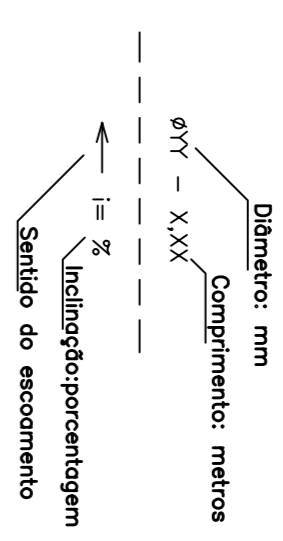 Diâmetro: mm
Comprimento: metros
øYY - X,XX
i= %
Inclinação:porcentagem
Sentido do escoamento